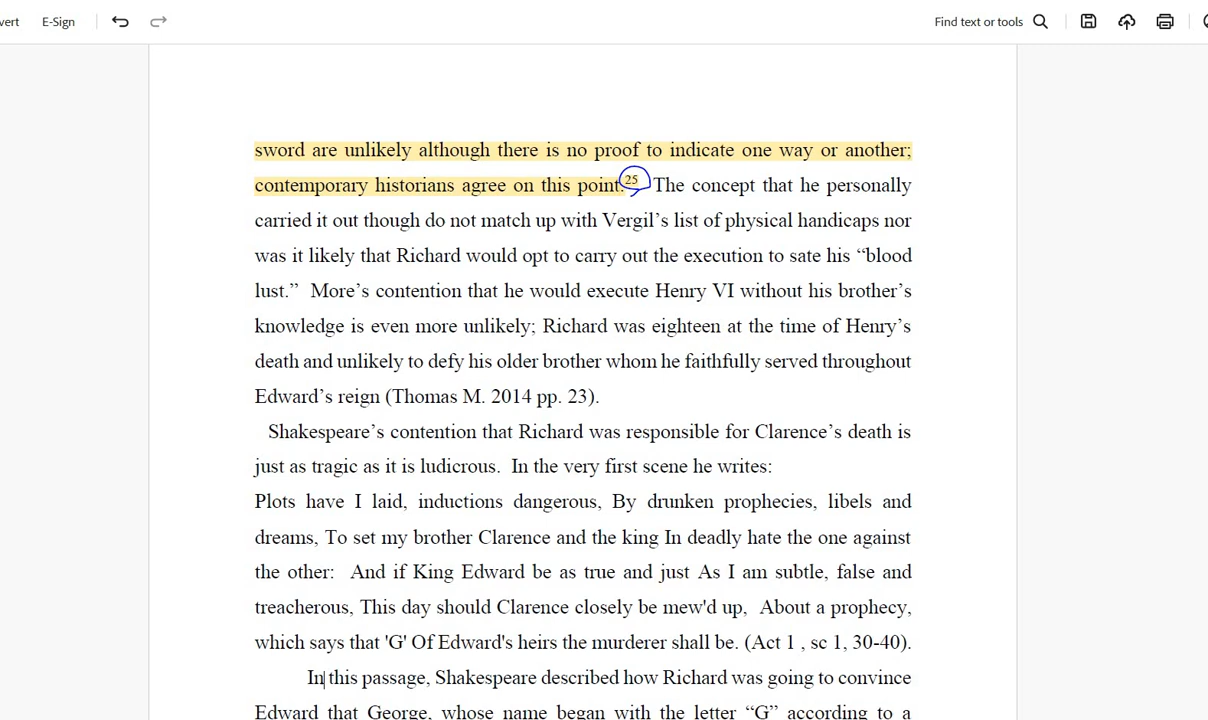 vert E-Sign Find text or tools
sword are unlikely although there is no proof to indicate one way or another;
contemporary historians agree on this point.25 The concept that he personally
carried it out though do not match up with Vergil’s list of physical handicaps nor
was it likely that Richard would opt to carry out the execution to sate his “blood
lust.”  More’s contention that he would execute Henry VI without his brother’s
knowledge is even more unlikely; Richard was eighteen at the time of Henry’s
death and unlikely to defy his older brother whom he faithfully served throughout
Edward’s reign (Thomas M. 2014 pp. 23).
Shakespeare’s contention that Richard was responsible for Clarence’s death is
just as tragic as it is ludicrous.  In the very first scene he writes:
Plots have I laid, inductions dangerous, By drunken prophecies, libels and
dreams, To set my brother Clarence and the king In deadly hate the one against
the other:  And if King Edward be as true and just As I am subtle, false and
treacherous, This day should Clarence closely be mew'd up,  About a prophecy,
which says that 'G' Of Edward's heirs the murderer shall be. (Act 1 , sc 1, 30-40).
In this passage, Shakespeare described how Richard was going to convince
Edward that George, whose name began with the letter “G” according to a